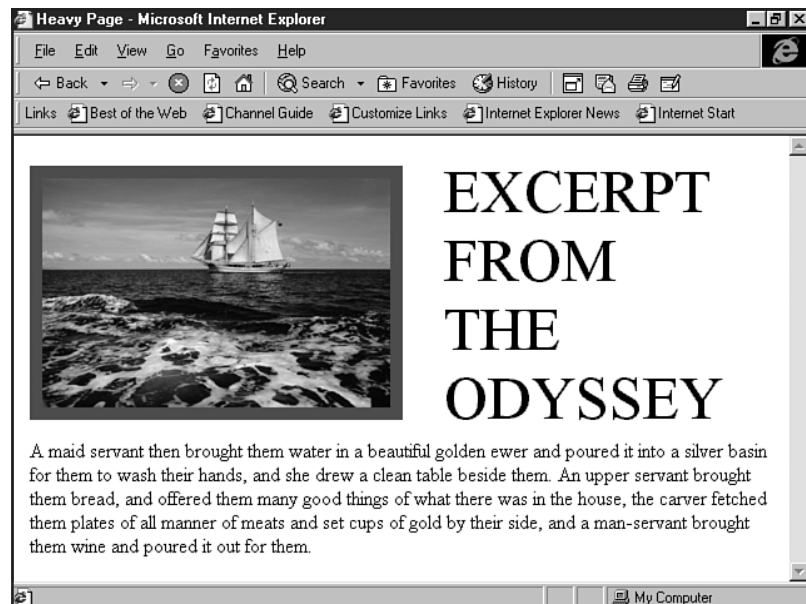 Heavy Page - Microsoft Internet Explorer
File Edit View Go Favorites Help
Back Search Favorites History
Links Best of the Web Channel Guide Customize Links Internet Explorer News Internet Start
EXCERPT
FROM
THE
ODYSSEY
A maid servant then brought them water in a beautiful golden ewer and poured it into a silver basin
for them to wash their hands, and she drew a clean table beside them. An upper servant brought
them bread, and offered them many good things of what there was in the house, the carver fetched
them plates of all manner of meats and set cups of gold by their side, and a man-servant brought
them wine and poured it out for them.
My Computer